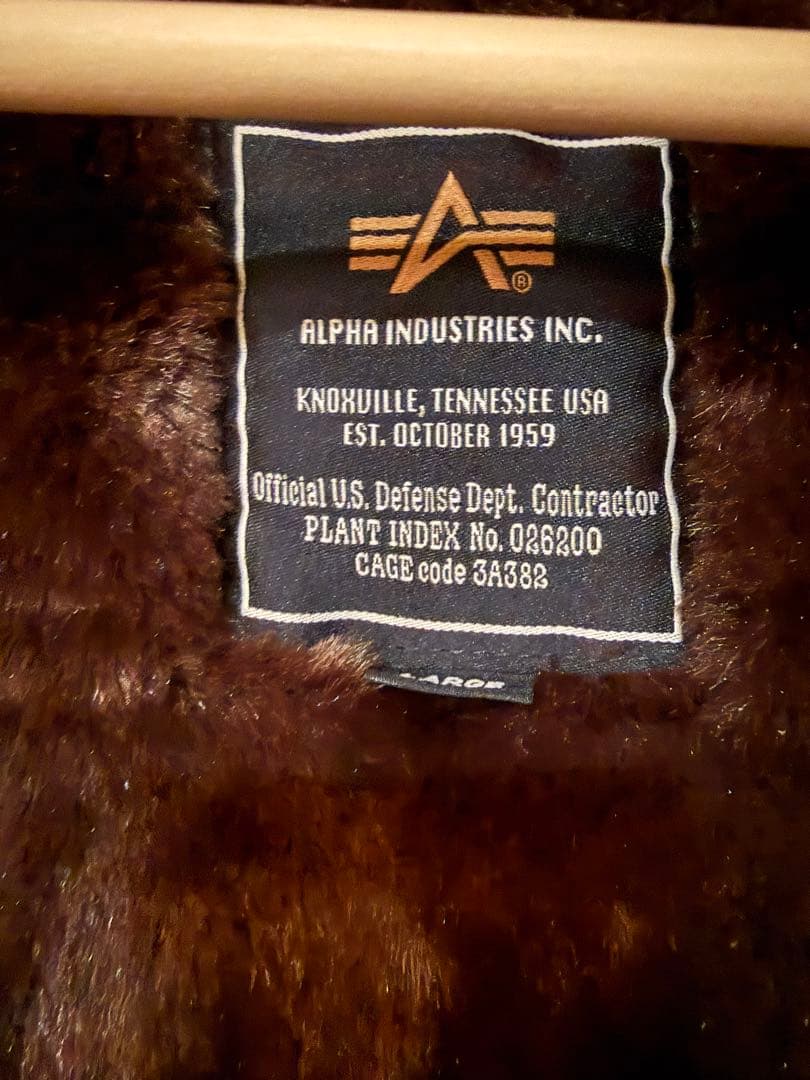 ®
ALPHA INDUSTRIES INC.
KNOXVILLE, TENNESSEE USA
EST. OCTOBER 1959
Official U.S. Defense Dept. Contractor
PLANT INDEX No. 026200
CAGE code 3A382
LARGE